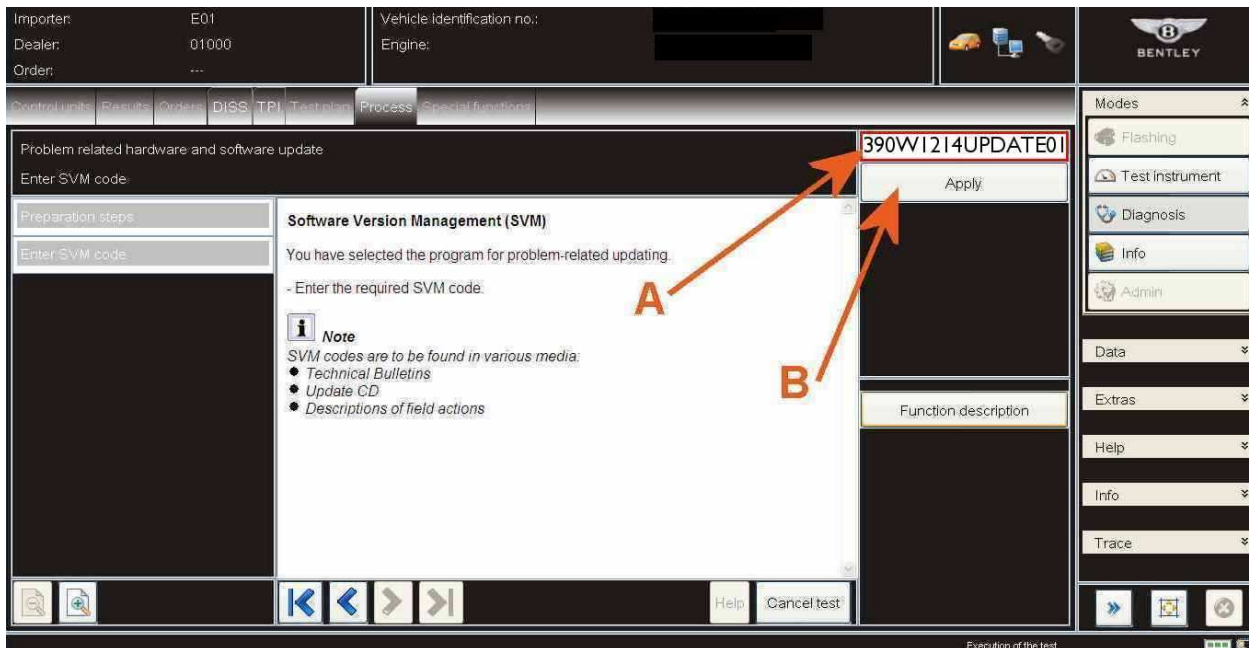 Importer: E01
Dealer: 01000
Order: ---
Vehicle identification no.:
Engine:
BENTLEY
Control units Results Orders DISS TPI Test plan Process Special functions
Problem related hardware and software update
Enter SVM code
390W1214UPDATE01
Apply
Preparation steps
Enter SVM code
Software Version Management (SVM)
You have selected the program for problem-related updating.
- Enter the required SVM code.
i Note
SVM codes are to be found in various media:
● Technical Bulletins
● Update CD
● Descriptions of field actions
A
B
Function description
Help
Cancel test
Modes
Flashing
Test instrument
Diagnosis
Info
Admin
Data
Extras
Help
Info
Trace
Execution of the test